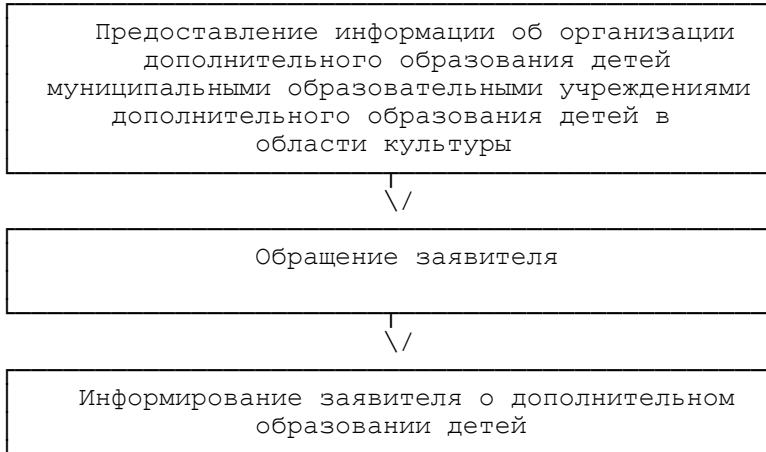 Предоставление информации об организации
дополнительного образования детей
муниципальными образовательными учреждениями
дополнительного образования детей в
области культуры
\/
Обращение заявителя
\/
Информирование заявителя о дополнительном
образовании детей